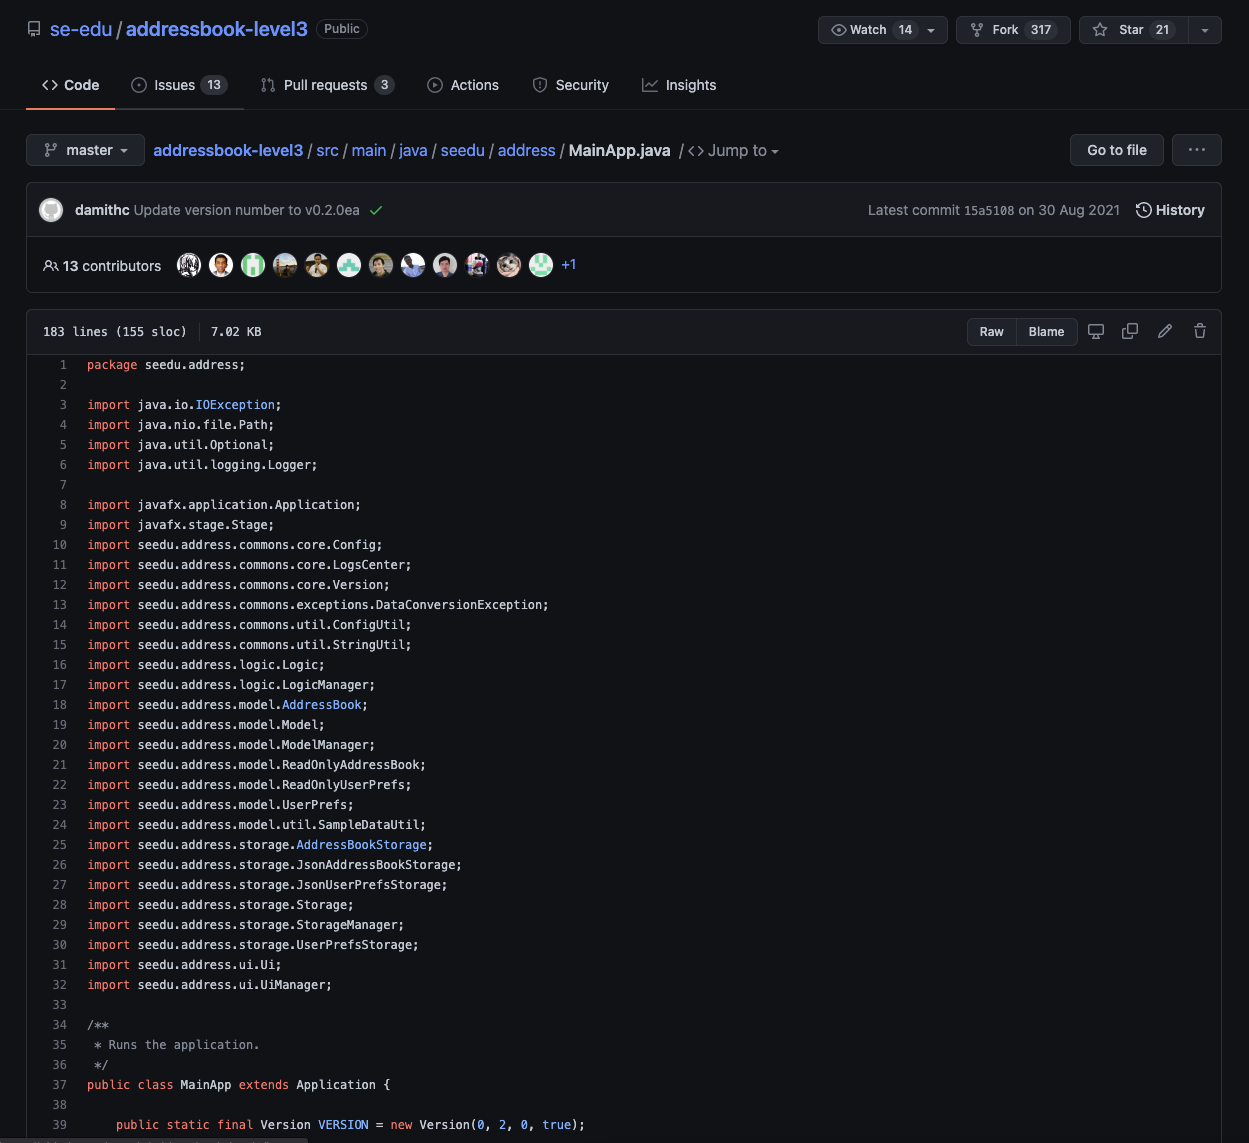 se-edu / addressbook-level3 Public
Watch 14 Fork 317 Star 21
Code Issues 13 Pull requests 3 Actions Security Insights
master addressbook-level3 / src / main / java / seedu / address / MainApp.java / <> Jump to Go to file ...
damithc Update version number to v0.2.0ea Latest commit 15a5108 on 30 Aug 2021 History
13 contributors +1
183 lines (155 sloc) 7.02 KB Raw Blame
1 package seedu.address;
2
3 import java.io.IOException;
4 import java.nio.file.Path;
5 import java.util.Optional;
6 import java.util.logging.Logger;
7
8 import javafx.application.Application;
9 import javafx.stage.Stage;
10 import seedu.address.commons.core.Config;
11 import seedu.address.commons.core.LogsCenter;
12 import seedu.address.commons.core.Version;
13 import seedu.address.commons.exceptions.DataConversionException;
14 import seedu.address.commons.util.ConfigUtil;
15 import seedu.address.commons.util.StringUtil;
16 import seedu.address.logic.Logic;
17 import seedu.address.logic.LogicManager;
18 import seedu.address.model.AddressBook;
19 import seedu.address.model.Model;
20 import seedu.address.model.ModelManager;
21 import seedu.address.model.ReadOnlyAddressBook;
22 import seedu.address.model.ReadOnlyUserPrefs;
23 import seedu.address.model.UserPrefs;
24 import seedu.address.model.util.SampleDataUtil;
25 import seedu.address.storage.AddressBookStorage;
26 import seedu.address.storage.JsonAddressBookStorage;
27 import seedu.address.storage.JsonUserPrefsStorage;
28 import seedu.address.storage.Storage;
29 import seedu.address.storage.StorageManager;
30 import seedu.address.storage.UserPrefsStorage;
31 import seedu.address.ui.Ui;
32 import seedu.address.ui.UiManager;
33
34 /**
35 * Runs the application.
36 */
37 public class MainApp extends Application {
38
39 public static final Version VERSION = new Version(0, 2, 0, true);